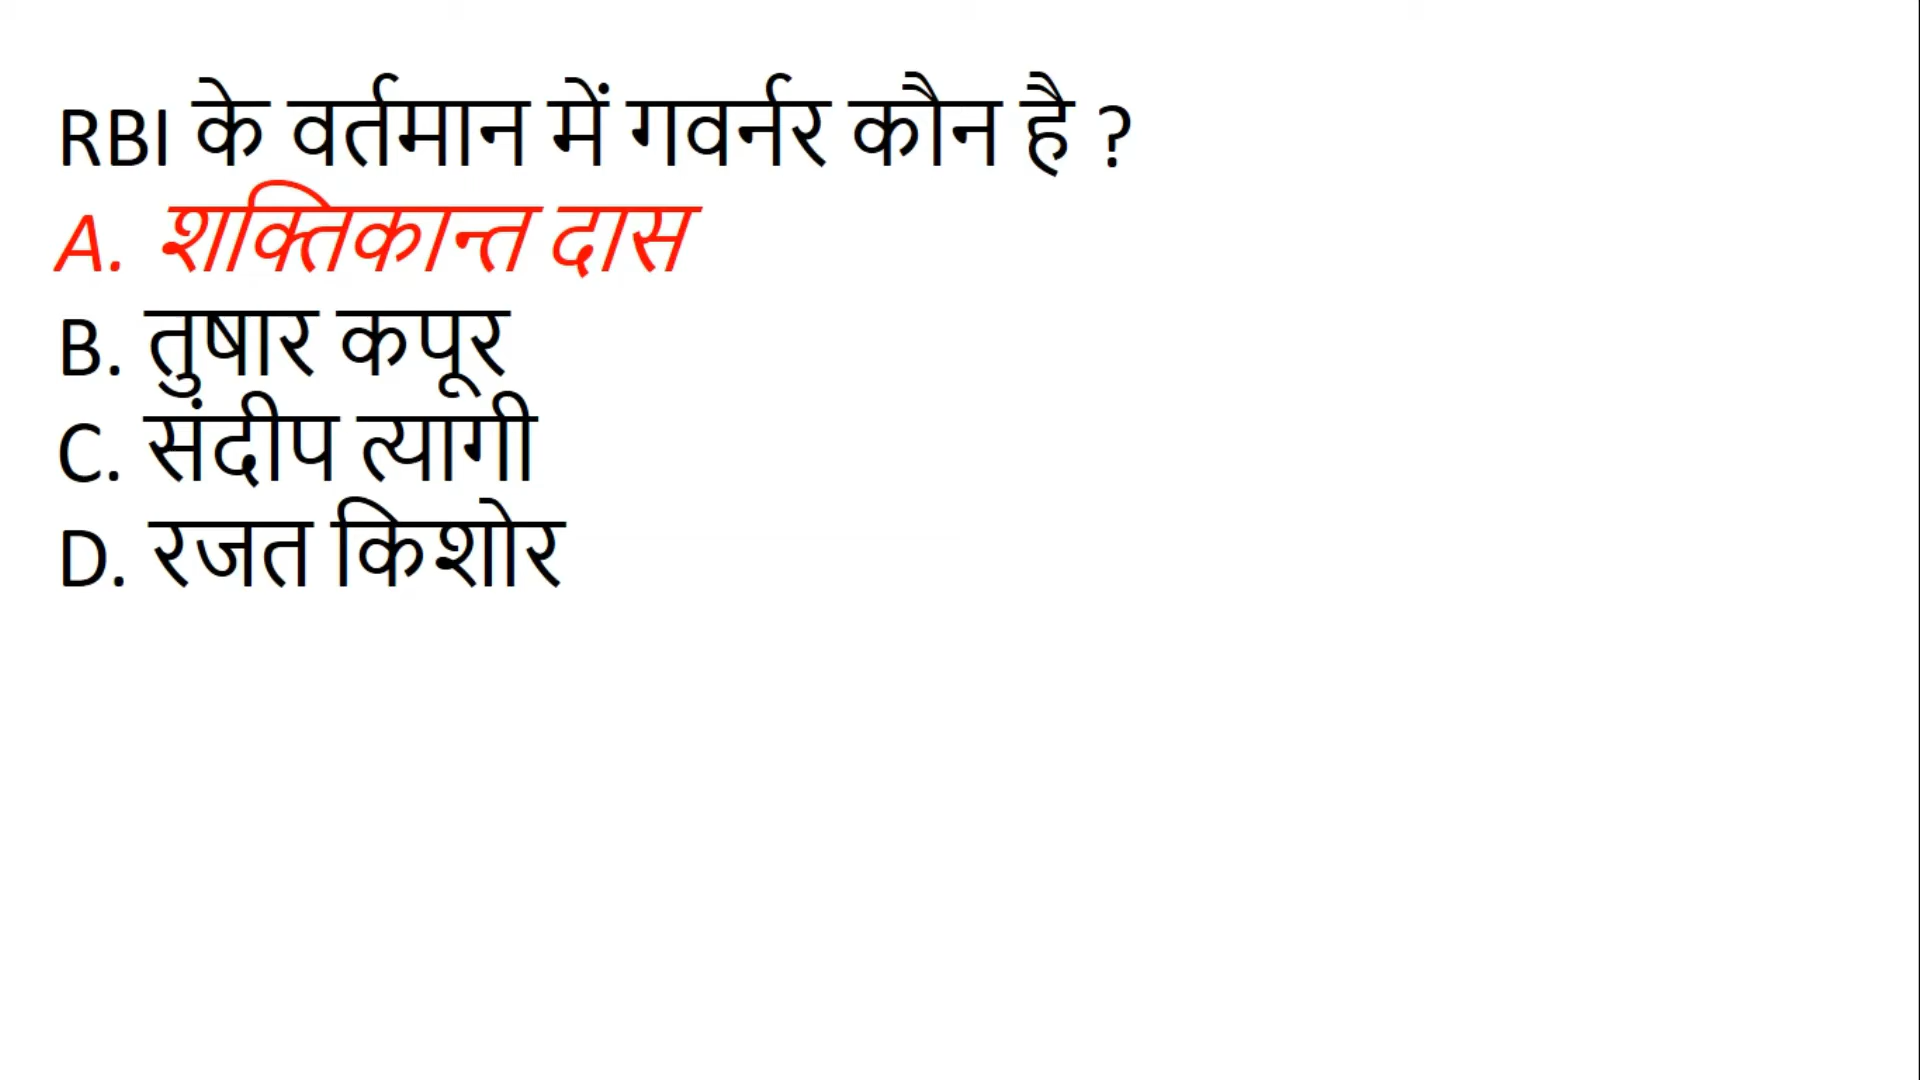 RBI के वर्तमान में गवर्नर कौन है ?
A. शक्तिकान्त दास
B. तुषार कपूर
C. संदीप त्यागी
D. रजत किशोर